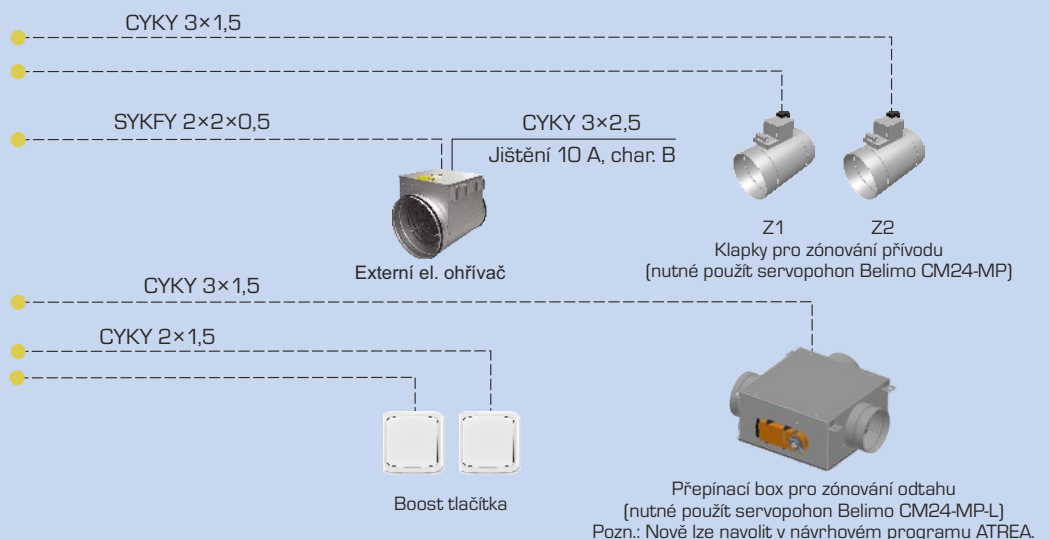 CYKY 3×1,5
SYKFY 2×2×0,5
CYKY 3×2,5
Jištění 10 A, char. B
Externí el. ohřívač
Z1
Z2
Klapky pro zónování přívodu
(nutné použít servopohon Belimo CM24-MP)
CYKY 3×1,5
CYKY 2×1,5
Boost tlačítka
Přepínací box pro zónování odtahu
(nutné použít servopohon Belimo CM24-MP-L)
Pozn.: Nově lze navolit v návrhovém programu ATREA.